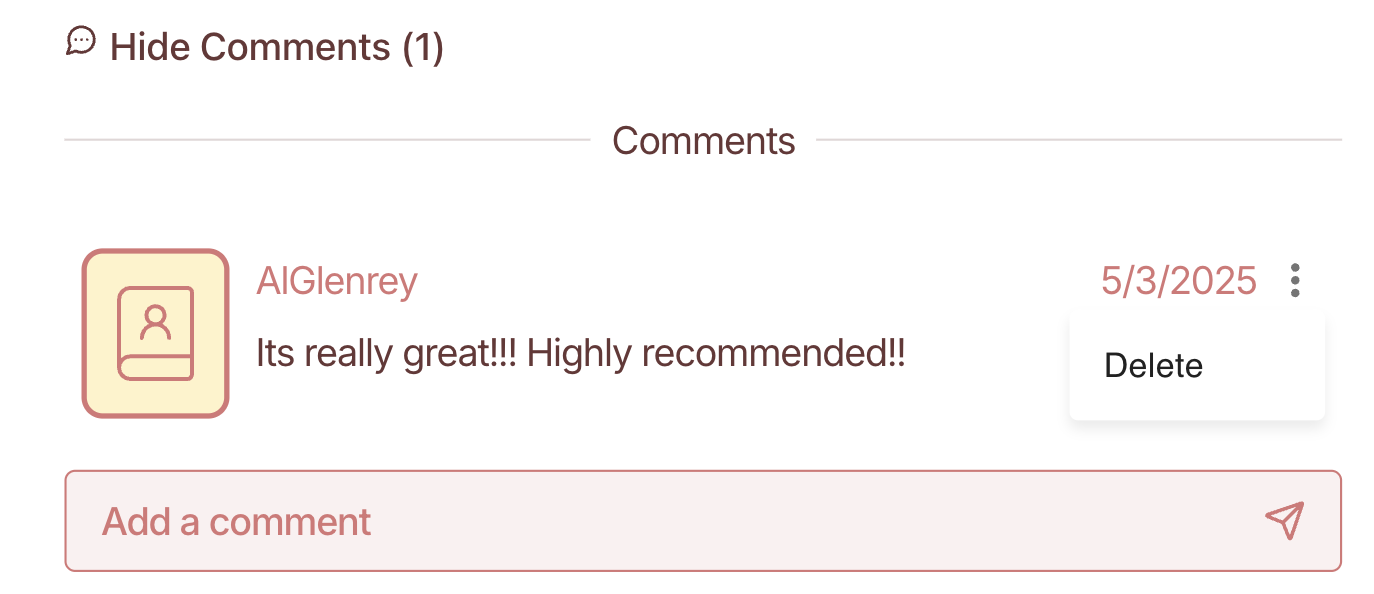 Hide Comments (1)
Comments
AlGlenrey
5/3/2025
Its really great!!! Highly recommended!!
Delete
Add a comment